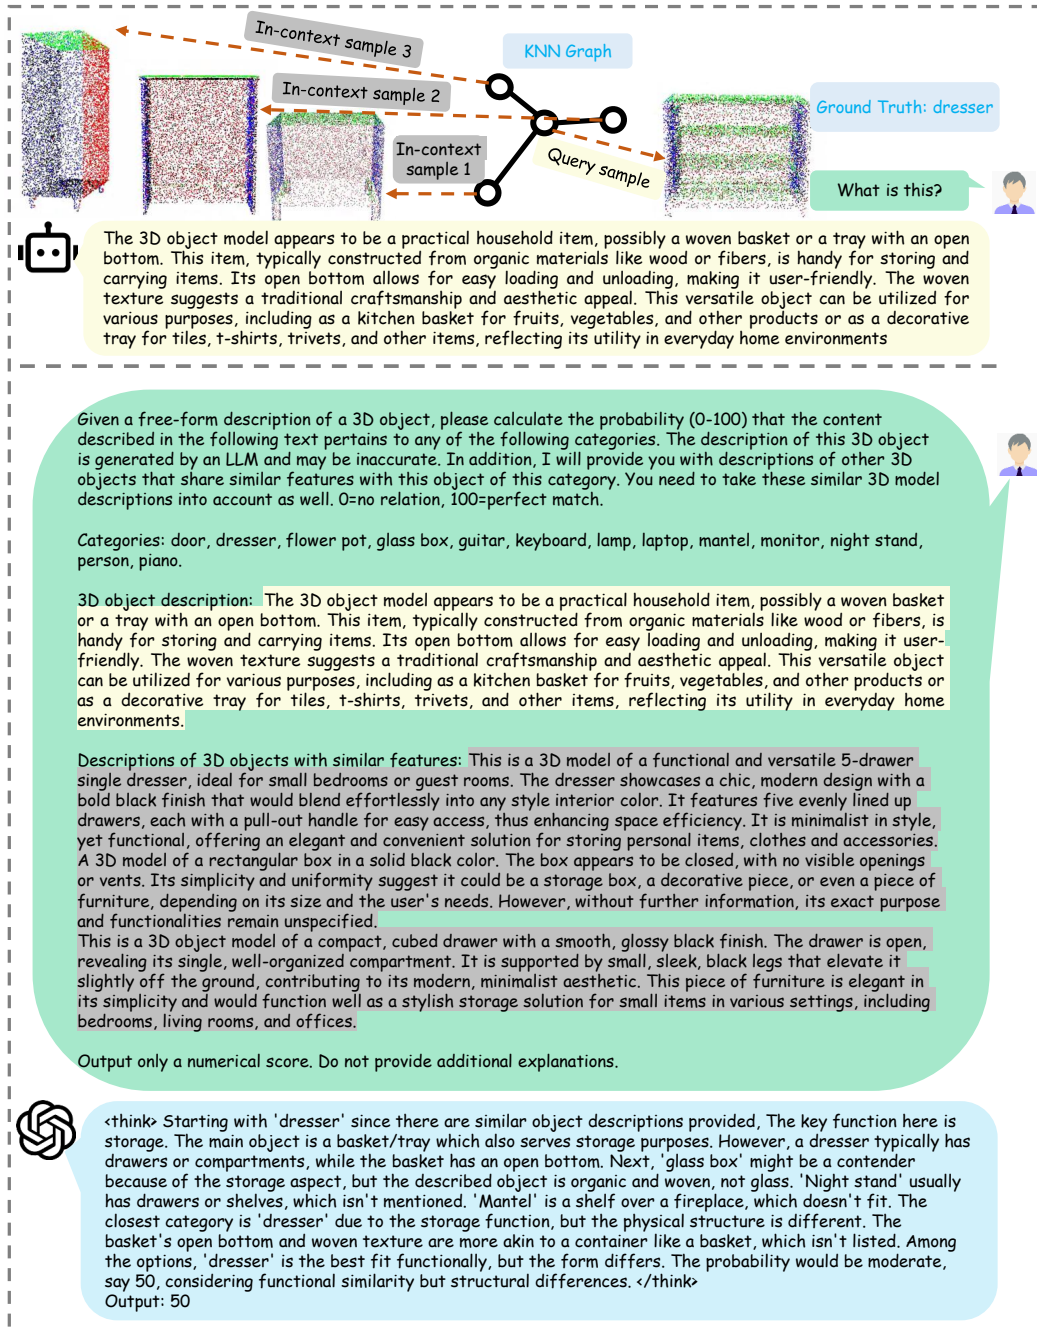 In-context sample 3
KNN Graph
In-context sample 2
Ground Truth: dresser
In-context
sample 1
Query sample
What is this?
The 3D object model appears to be a practical household item, possibly a woven basket or a tray with an open
bottom. This item, typically constructed from organic materials like wood or fibers, is handy for storing and
carrying items. Its open bottom allows for easy loading and unloading, making it user-friendly. The woven
texture suggests a traditional craftsmanship and aesthetic appeal. This versatile object can be utilized for
various purposes, including as a kitchen basket for fruits, vegetables, and other products or as a decorative
tray for tiles, t-shirts, trivets, and other items, reflecting its utility in everyday home environments
Given a free-form description of a 3D object, please calculate the probability (0-100) that the content
described in the following text pertains to any of the following categories. The description of this 3D object
is generated by an LLM and may be inaccurate. In addition, I will provide you with descriptions of other 3D
objects that share similar features with this object of this category. You need to take these similar 3D model
descriptions into account as well. 0=no relation, 100=perfect match.
Categories: door, dresser, flower pot, glass box, guitar, keyboard, lamp, laptop, mantel, monitor, night stand,
person, piano.
3D object description: The 3D object model appears to be a practical household item, possibly a woven basket
or a tray with an open bottom. This item, typically constructed from organic materials like wood or fibers, is
handy for storing and carrying items. Its open bottom allows for easy loading and unloading, making it user-
friendly. The woven texture suggests a traditional craftsmanship and aesthetic appeal. This versatile object
can be utilized for various purposes, including as a kitchen basket for fruits, vegetables, and other products or
as a decorative tray for tiles, t-shirts, trivets, and other items, reflecting its utility in everyday home
environments.
Descriptions of 3D objects with similar features: This is a 3D model of a functional and versatile 5-drawer
single dresser, ideal for small bedrooms or guest rooms. The dresser showcases a chic, modern design with a
bold black finish that would blend effortlessly into any style interior color. It features five evenly lined up
drawers, each with a pull-out handle for easy access, thus enhancing space efficiency. It is minimalist in style,
yet functional, offering an elegant and convenient solution for storing personal items, clothes and accessories.
A 3D model of a rectangular box in a solid black color. The box appears to be closed, with no visible openings
or vents. Its simplicity and uniformity suggest it could be a storage box, a decorative piece, or even a piece of
furniture, depending on its size and the user's needs. However, without further information, its exact purpose
and functionalities remain unspecified.
This is a 3D object model of a compact, cubed drawer with a smooth, glossy black finish. The drawer is open,
revealing its single, well-organized compartment. It is supported by small, sleek, black legs that elevate it
slightly off the ground, contributing to its modern, minimalist aesthetic. This piece of furniture is elegant in
its simplicity and would function well as a stylish storage solution for small items in various settings, including
bedrooms, living rooms, and offices.
Output only a numerical score. Do not provide additional explanations.
<think> Starting with 'dresser' since there are similar object descriptions provided, The key function here is
storage. The main object is a basket/tray which also serves storage purposes. However, a dresser typically has
drawers or compartments, while the basket has an open bottom. Next, 'glass box' might be a contender
because of the storage aspect, but the described object is organic and woven, not glass. 'Night stand' usually
has drawers or shelves, which isn't mentioned. 'Mantel' is a shelf over a fireplace, which doesn't fit. The
closest category is 'dresser' due to the storage function, but the physical structure is different. The
basket's open bottom and woven texture are more akin to a container like a basket, which isn't listed. Among
the options, 'dresser' is the best fit functionally, but the form differs. The probability would be moderate,
say 50, considering functional similarity but structural differences. </think>
Output: 50